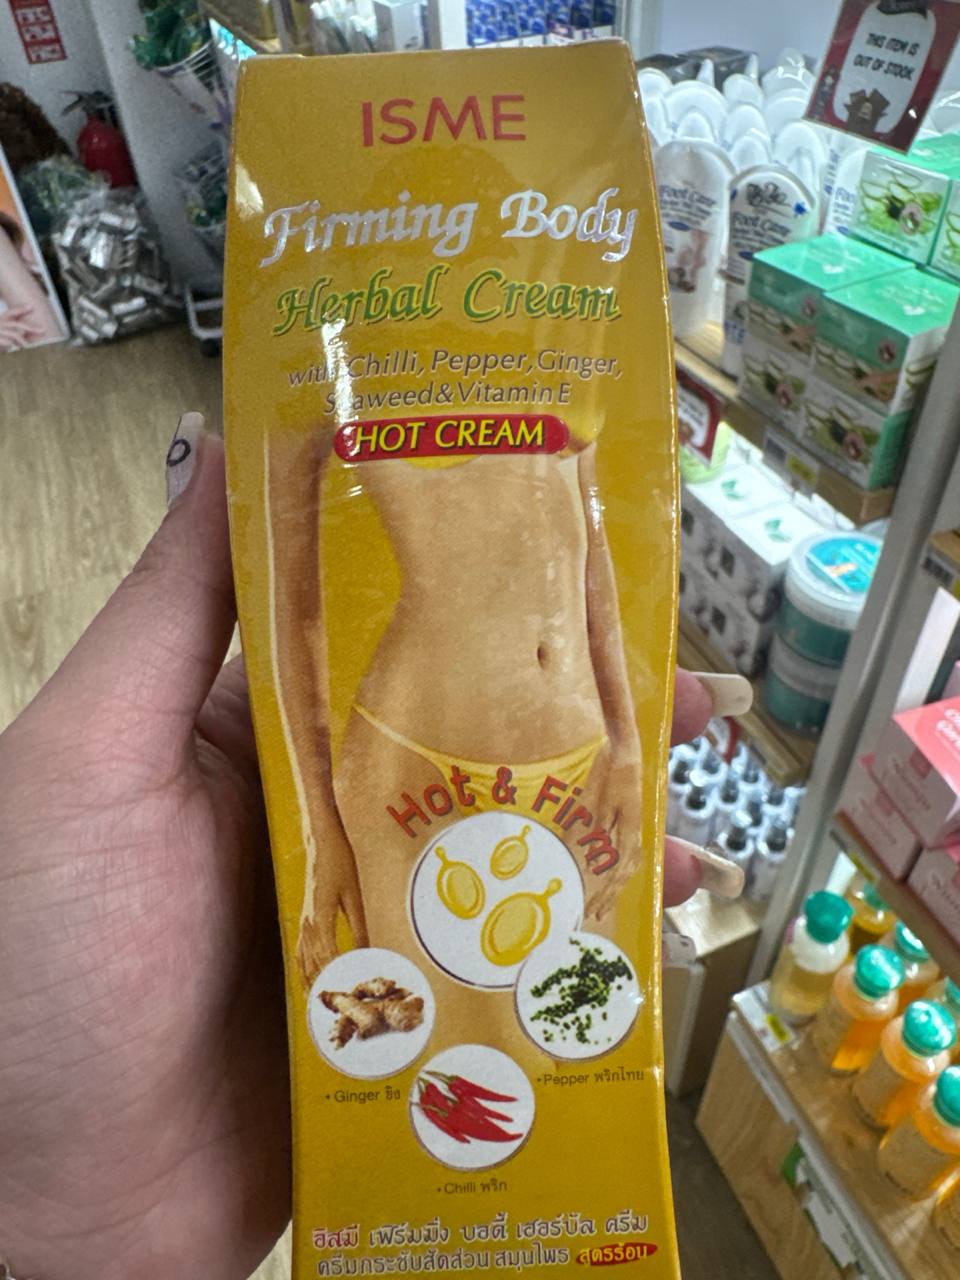 ISME
Firming Body
Herbal Cream
with Chilli, Pepper, Ginger,
Seaweed & Vitamin E
HOT CREAM
Hot & Firm
• Ginger ขิง
• Pepper พริกไทย
• Chilli พริก
อิสมี เฟิร์มมิ่ง บอดี้ เฮอร์บัล ครีม
ครีมกระชับสัดส่วน สมุนไพร สูตรร้อน
THIS ITEM IS
OUT OF STOCK
Foot Care
Foot Care